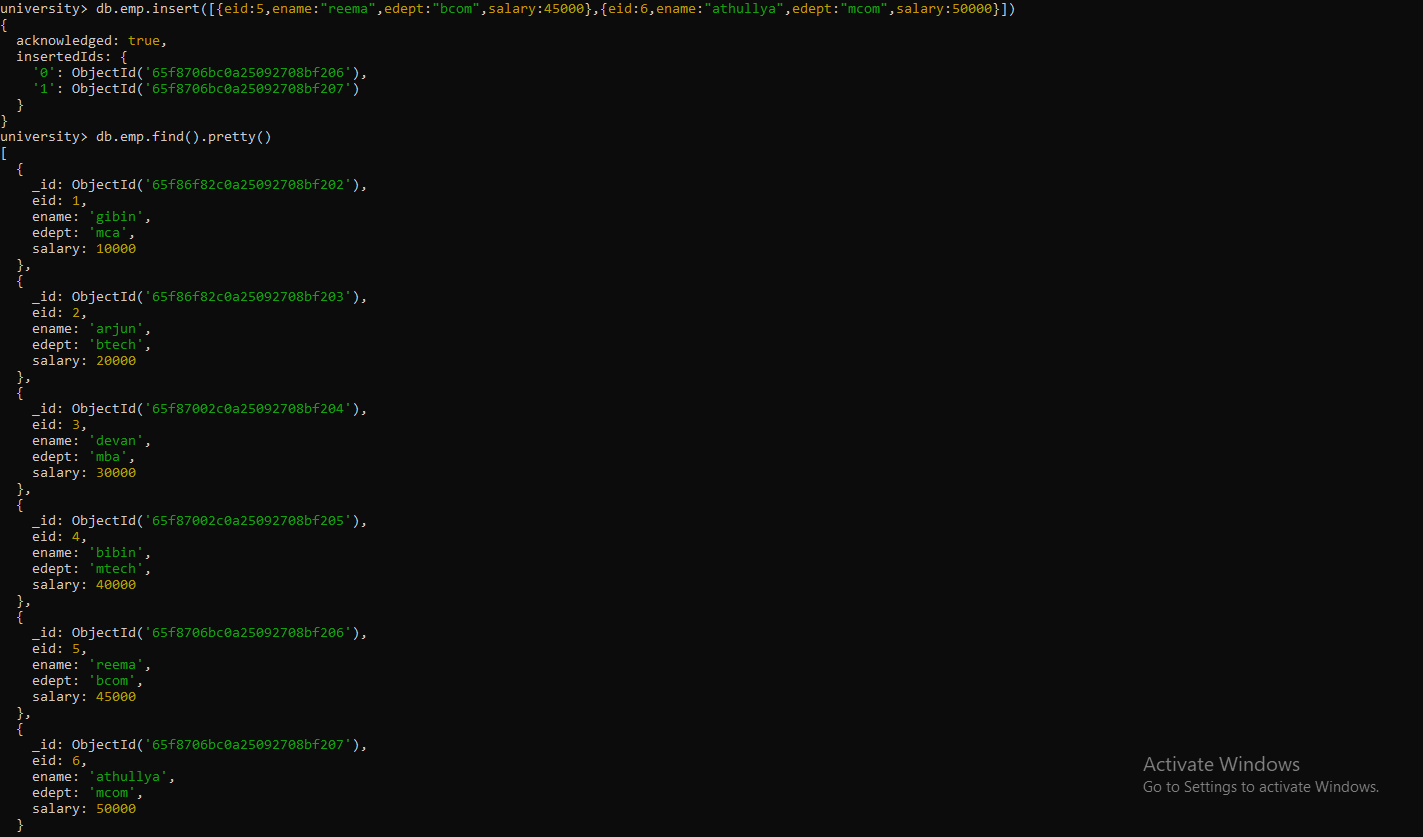 university> db.emp.insert([{eid:5,ename:"reema",edept:"bcom",salary:45000},{eid:6,ename:"athullya",edept:"mcom",salary:50000}])
{
  acknowledged: true,
  insertedIds: {
    '0': ObjectId('65f8706bc0a25092708bf206'),
    '1': ObjectId('65f8706bc0a25092708bf207')
  }
}
university> db.emp.find().pretty()
[
  {
    _id: ObjectId('65f86f82c0a25092708bf202'),
    eid: 1,
    ename: 'gibin',
    edept: 'mca',
    salary: 10000
  },
  {
    _id: ObjectId('65f86f82c0a25092708bf203'),
    eid: 2,
    ename: 'arjun',
    edept: 'btech',
    salary: 20000
  },
  {
    _id: ObjectId('65f87002c0a25092708bf204'),
    eid: 3,
    ename: 'devan',
    edept: 'mba',
    salary: 30000
  },
  {
    _id: ObjectId('65f87002c0a25092708bf205'),
    eid: 4,
    ename: 'bibin',
    edept: 'mtech',
    salary: 40000
  },
  {
    _id: ObjectId('65f8706bc0a25092708bf206'),
    eid: 5,
    ename: 'reema',
    edept: 'bcom',
    salary: 45000
  },
  {
    _id: ObjectId('65f8706bc0a25092708bf207'),
    eid: 6,
    ename: 'athullya',
    edept: 'mcom',
    salary: 50000
  }
Activate Windows
Go to Settings to activate Windows.